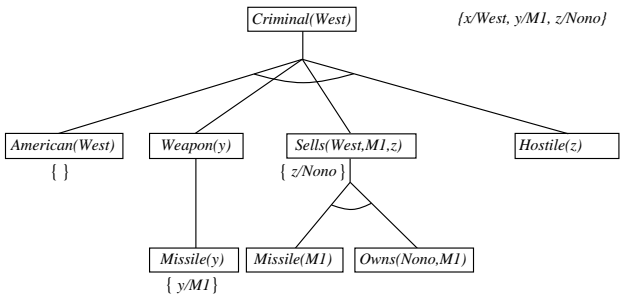 Criminal(West)
{x/West, y/M1, z/Nono}
American(West)
Weapon(y)
Sells(West,M1,z)
Hostile(z)
{ }
{ z/Nono }
Missile(y)
Missile(M1)
Owns(Nono,M1)
{ y/M1 }